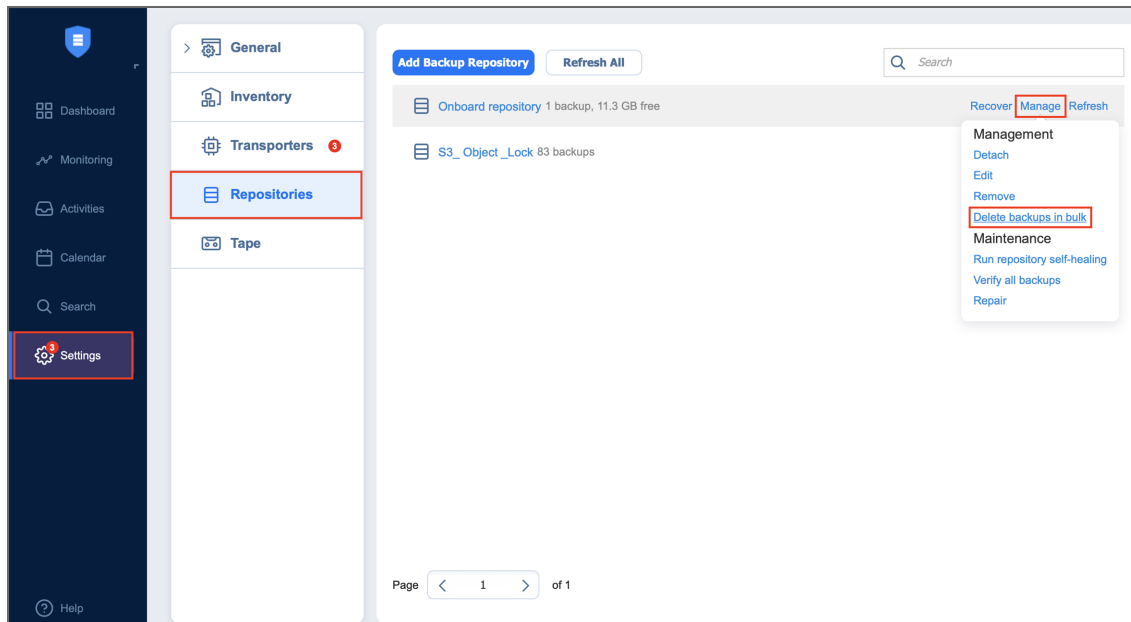 Dashboard
Monitoring
Activities
Calendar
Search
3
Settings
Help
General
Inventory
Transporters 3
Repositories
Tape
Add Backup Repository Refresh All Search
Onboard repository 1 backup, 11.3 GB free Recover Manage Refresh
S3_ Object _Lock 83 backups
Management
Detach
Edit
Remove
Delete backups in bulk
Maintenance
Run repository self-healing
Verify all backups
Repair
Page 1 of 1